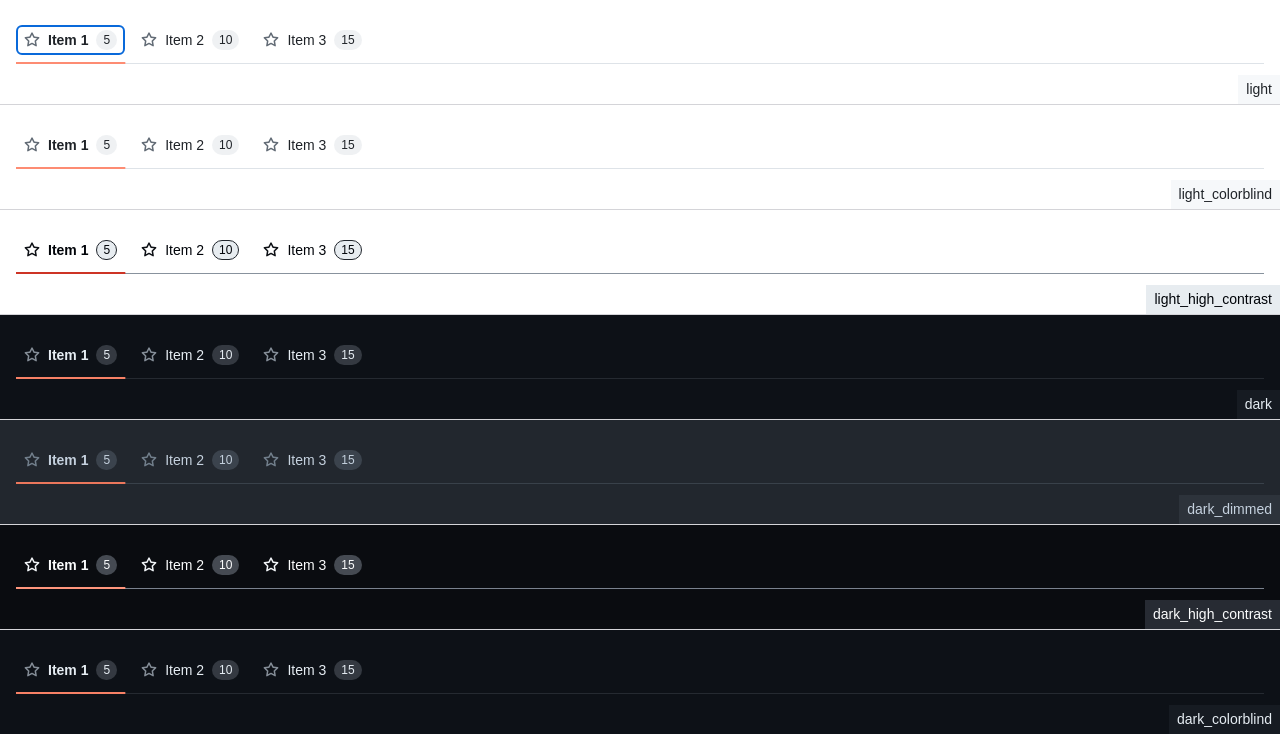 Item 1 5 Item 2 10 Item 3 15
light
Item 1 5 Item 2 10 Item 3 15
light_colorblind
Item 1 5 Item 2 10 Item 3 15
light_high_contrast
Item 1 5 Item 2 10 Item 3 15
dark
Item 1 5 Item 2 10 Item 3 15
dark_dimmed
Item 1 5 Item 2 10 Item 3 15
dark_high_contrast
Item 1 5 Item 2 10 Item 3 15
dark_colorblind